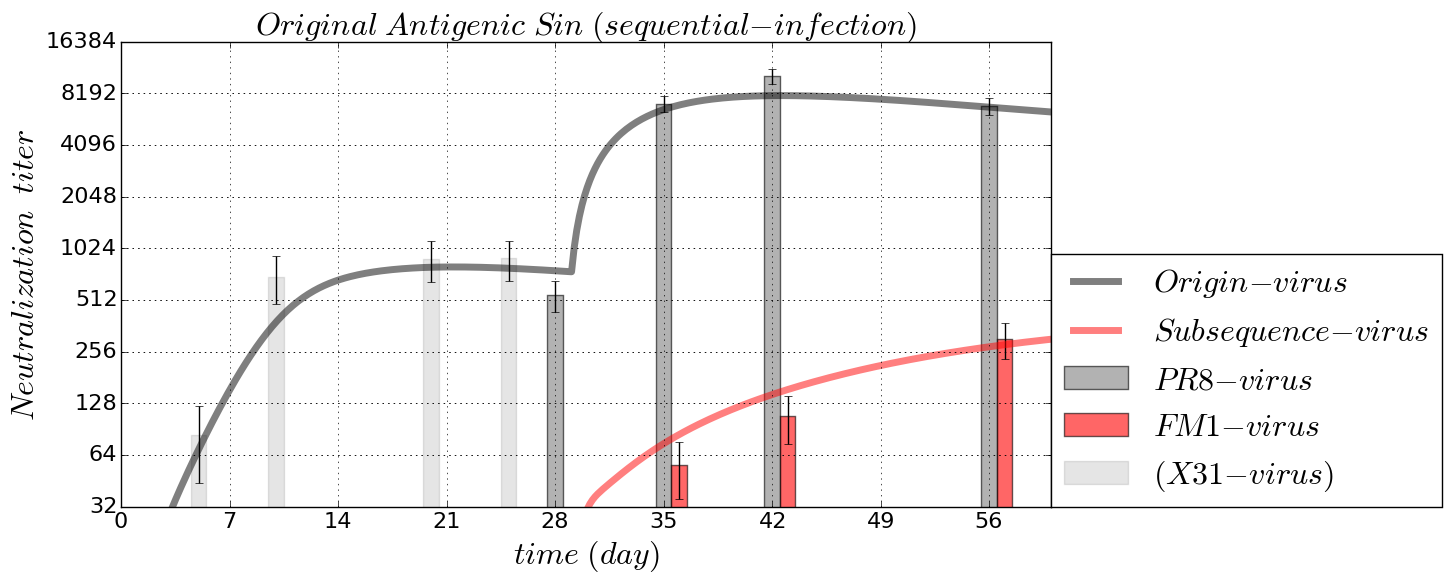 Original Antigenic Sin (sequential−infection)
Neutralization titer
16384
8192
4096
2048
1024
512
256
128
64
32
0 7 14 21 28 35 42 49 56
time (day)
Origin−virus
Subsequence−virus
PR8−virus
FM1−virus
(X31−virus)